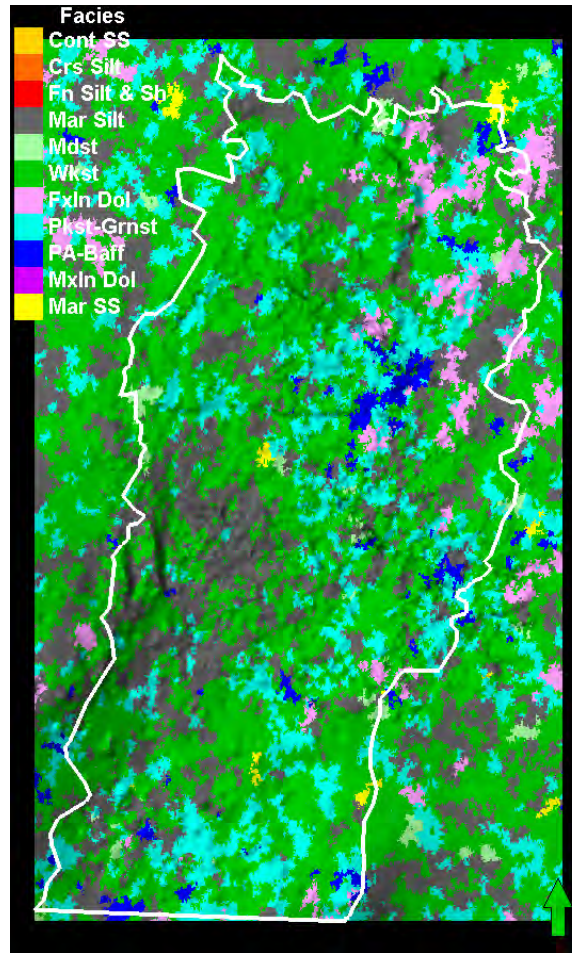 Facies
Cont SS
Crs Silt
Fn Silt & Sh
Mar Silt
Mdst
Wkst
Fxln Dol
Pkst-Grnst
PA-Baff
Mxln Dol
Mar SS